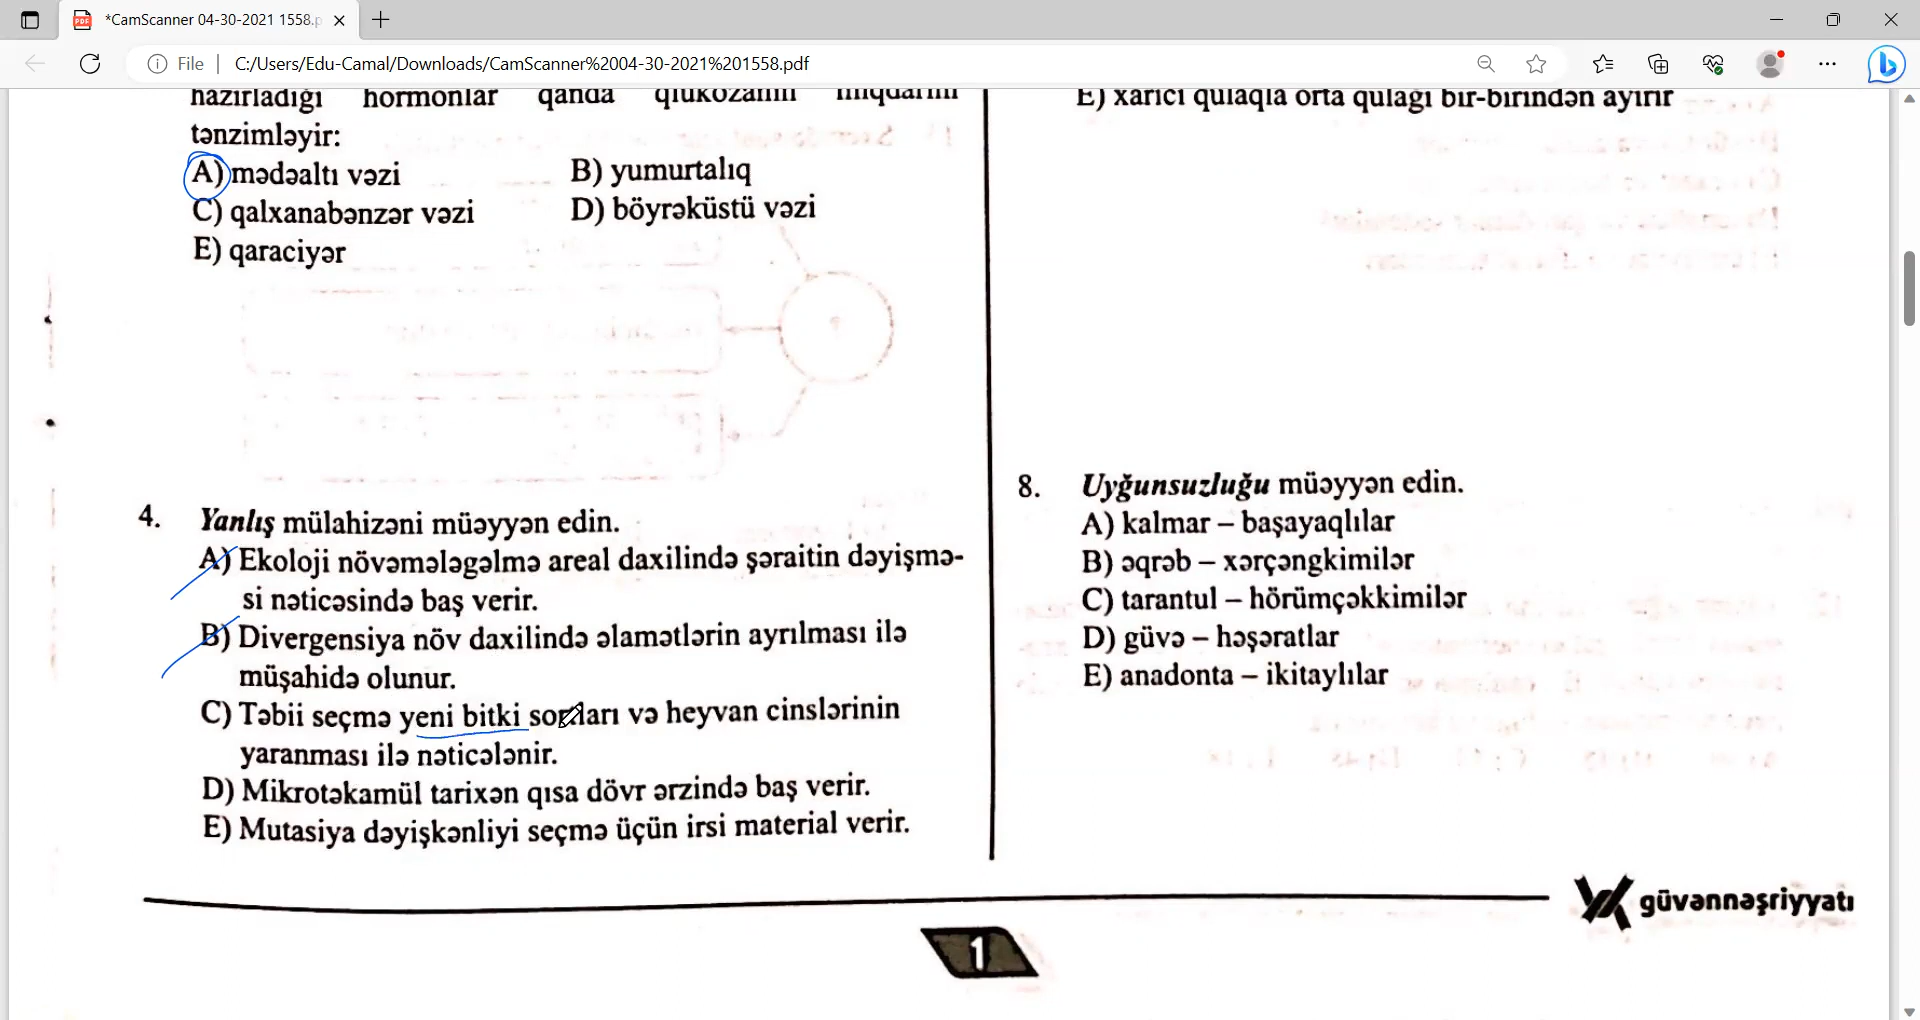 *CamScanner 04-30-2021 1558.p
File
C:/Users/Edu-Camal/Downloads/CamScanner%2004-30-2021%201558.pdf
hazırladığı hormonlar qanda qlükozanın miqdarını
tənzimləyir:
A) mədəaltı vəzi B) yumurtalıq
C) qalxanabənzər vəzi D) böyrəküstü vəzi
E) qaraciyər
4. Yanlış mülahizəni müəyyən edin.
A) Ekoloji növəmələgəlmə areal daxilində şəraitin dəyişmə-
si nəticəsində baş verir.
B) Divergensiya növ daxilində əlamətlərin ayrılması ilə
müşahidə olunur.
C) Təbii seçmə yeni bitki sortları və heyvan cinslərinin
yaranması ilə nəticələnir.
D) Mikrotəkamül tarixən qısa dövr ərzində baş verir.
E) Mutasiya dəyişkənliyi seçmə üçün irsi material verir.
E) xarici qulaqla orta qulağı bir-birindən ayırır
8. Uyğunsuzluğu müəyyən edin.
A) kalmar – başayaqlılar
B) əqrəb – xərçəngkimilər
C) tarantul – hörümçəkkimilər
D) güvə – həşəratlar
E) anadonta – ikitaylılar
güvənnəşriyyatı
1